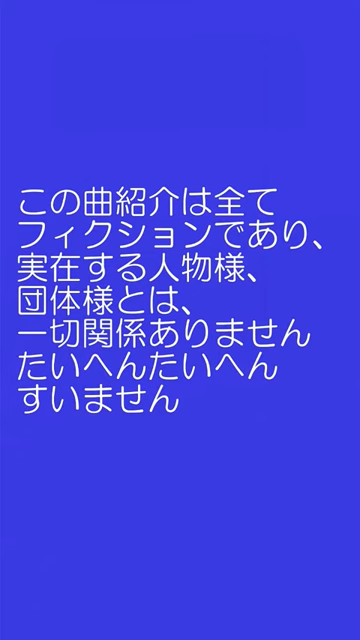 この曲紹介は全て
フィクションであり、
実在する人物様、
団体様とは、
一切関係ありません
たいへんたいへん
すいません